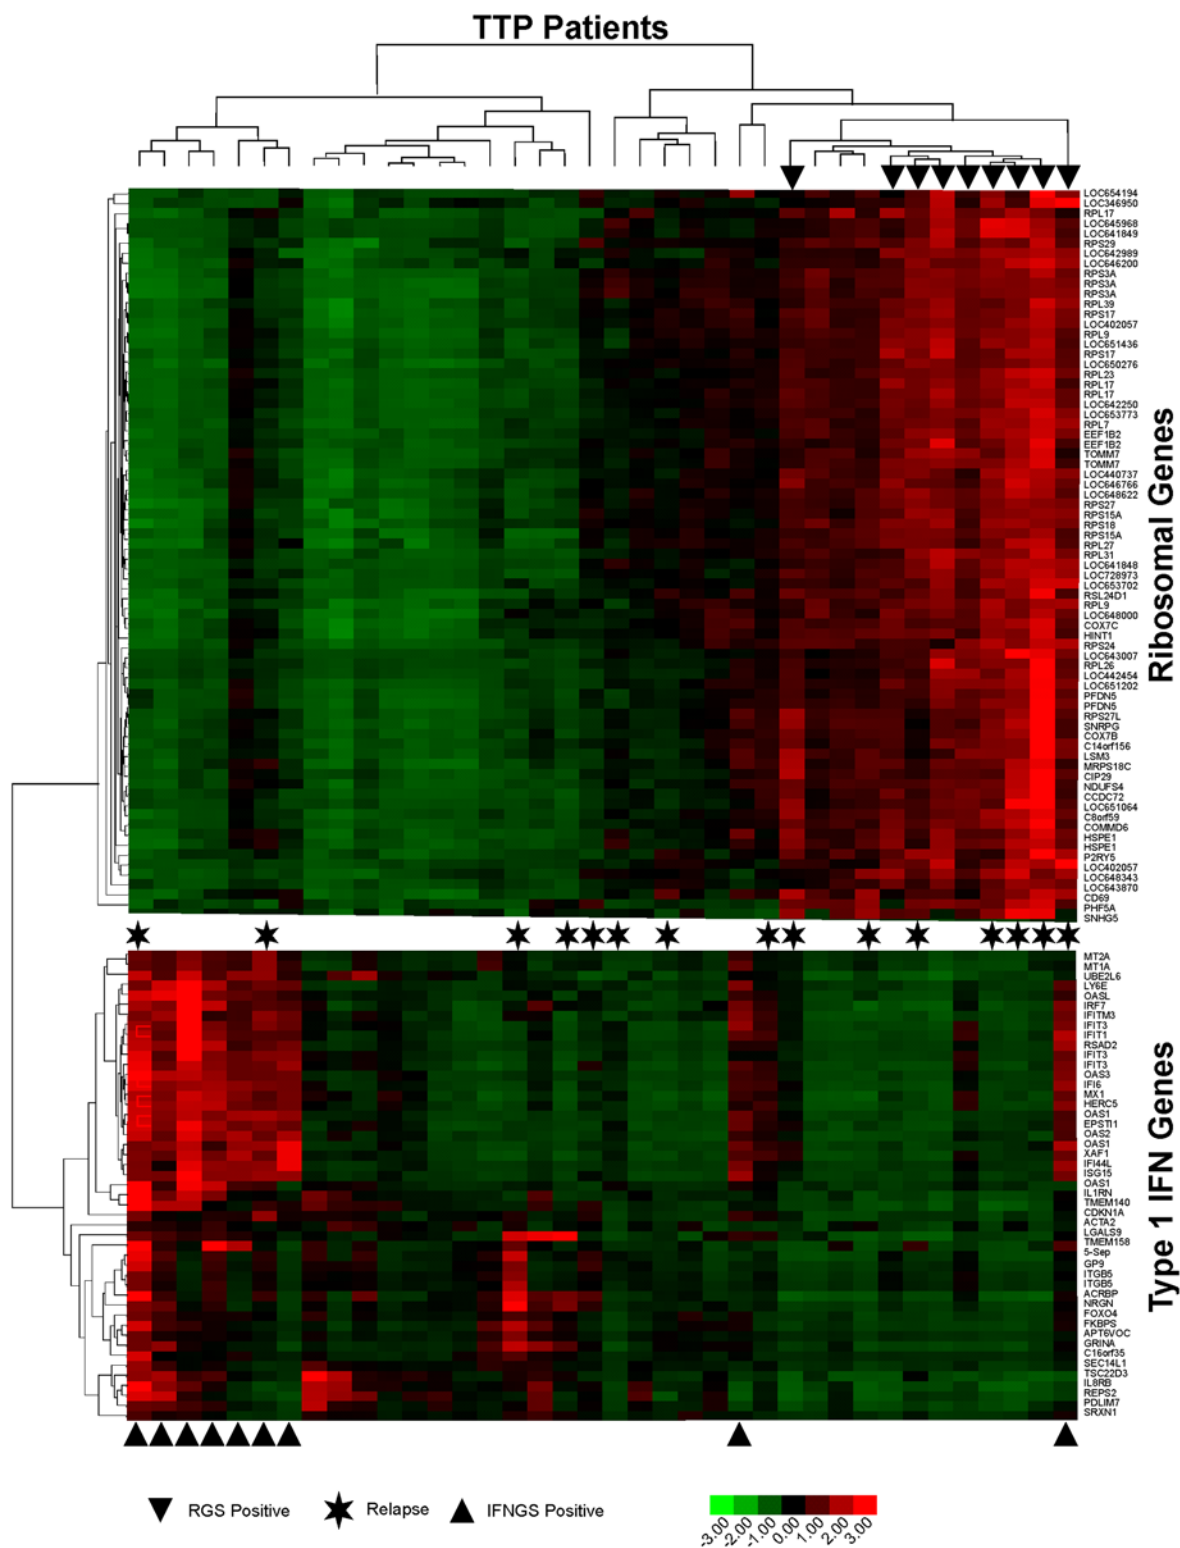 TTP Patients
LOC654194
LOC346950
RPL17
LOC645968
LOC641849
RPS29
LOC642989
LOC646200
RPS3A
RPS3A
RPS3A
RPL39
RPS17
LOC402057
RPL9
LOC651436
RPS17
LOC650276
RPL23
RPL17
RPL17
LOC642250
LOC653773
RPL7
EEF1B2
EEF1B2
TOMM7
TOMM7
LOC440737
LOC646766
LOC648622
RPS27
RPS15A
RPS18
RPS15A
RPL27
RPL31
LOC641848
LOC728973
LOC653702
RSL24D1
RPL9
LOC648000
COX7C
HINT1
RPS24
LOC643007
RPL26
LOC442454
LOC651202
PFDN5
PFDN5
RPS27L
SNRPG
COX7B
C14orf156
LSM3
MRPS18C
CIP29
NDUFS4
CCDC72
LOC651064
C8orf59
COMMD6
HSPE1
HSPE1
P2RY5
LOC402057
LOC648343
LOC643870
CD69
PHF5A
SNHG5
Ribosomal Genes
MT2A
MT1A
UBE2L6
LY6E
OASL
IRF7
IFITM3
IFIT3
IFIT1
RSAD2
IFIT3
IFIT3
OAS3
IFI6
MX1
HERC5
OAS1
EPSTI1
OAS2
OAS1
XAF1
IFI44L
ISG15
OAS1
IL1RN
TMEM140
CDKN1A
ACTA2
LGALS9
TMEM158
5-Sep
GP9
ITGB5
ITGB5
ACRBP
NRGN
FOXO4
FKBPS
APT6VOC
GRINA
C16orf35
SEC14L1
TSC22D3
IL8RB
REPS2
PDLIM7
SRXN1
Type 1 IFN Genes
RGS Positive
Relapse
IFNGS Positive
-3.00
-2.00
-1.00
0.00
1.00
2.00
3.00